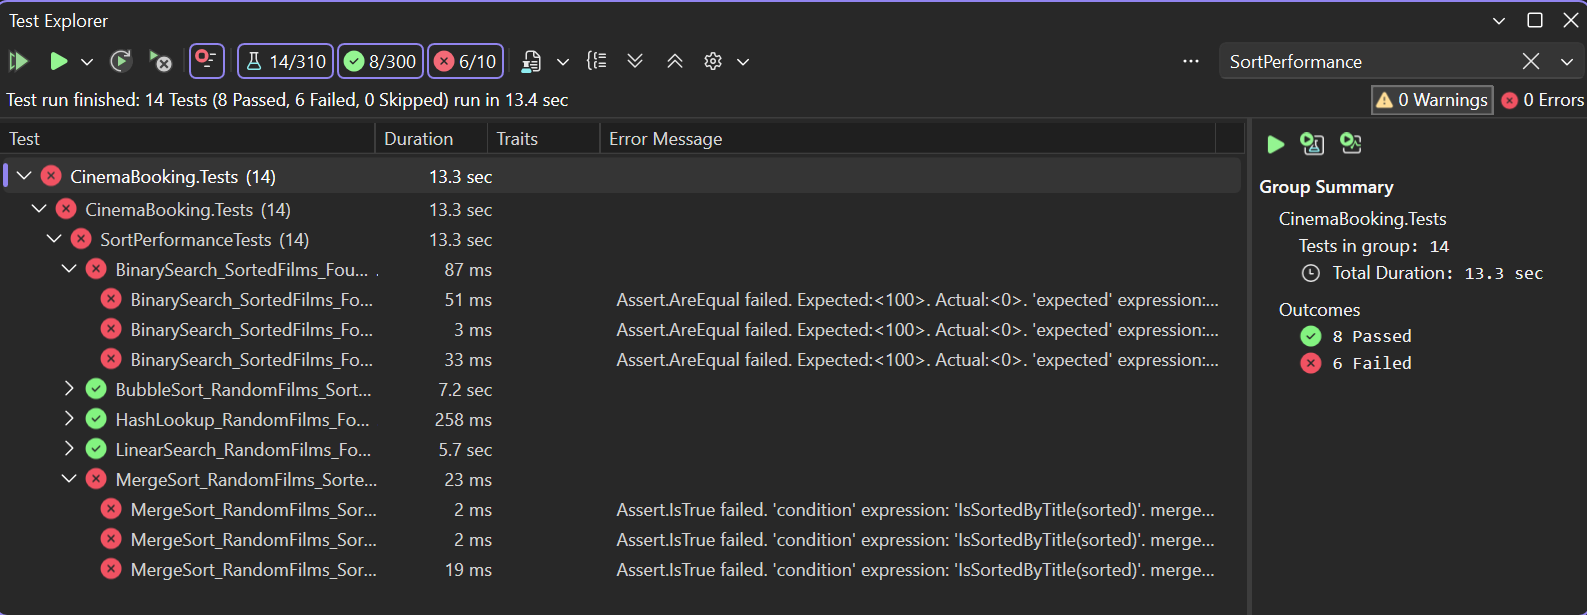 Test Explorer
14/310 8/300 6/10 SortPerformance
Test run finished: 14 Tests (8 Passed, 6 Failed, 0 Skipped) run in 13.4 sec
0 Warnings 0 Errors
Test Duration Traits Error Message
CinemaBooking.Tests (14) 13.3 sec
CinemaBooking.Tests (14) 13.3 sec
SortPerformanceTests (14) 13.3 sec
BinarySearch_SortedFilms_Fou... . 87 ms
BinarySearch_SortedFilms_Fo... 51 ms Assert.AreEqual failed. Expected:<100>. Actual:<0>. 'expected' expression:...
BinarySearch_SortedFilms_Fo... 3 ms Assert.AreEqual failed. Expected:<100>. Actual:<0>. 'expected' expression:...
BinarySearch_SortedFilms_Fo... 33 ms Assert.AreEqual failed. Expected:<100>. Actual:<0>. 'expected' expression:...
BubbleSort_RandomFilms_Sort... 7.2 sec
HashLookup_RandomFilms_Fo... 258 ms
LinearSearch_RandomFilms_Fo... 5.7 sec
MergeSort_RandomFilms_Sorte... 23 ms
MergeSort_RandomFilms_Sor... 2 ms Assert.IsTrue failed. 'condition' expression: 'IsSortedByTitle(sorted)'. merge...
MergeSort_RandomFilms_Sor... 2 ms Assert.IsTrue failed. 'condition' expression: 'IsSortedByTitle(sorted)'. merge...
MergeSort_RandomFilms_Sor... 19 ms Assert.IsTrue failed. 'condition' expression: 'IsSortedByTitle(sorted)'. merge...
Group Summary
CinemaBooking.Tests
Tests in group: 14
Total Duration: 13.3 sec
Outcomes
8 Passed
6 Failed